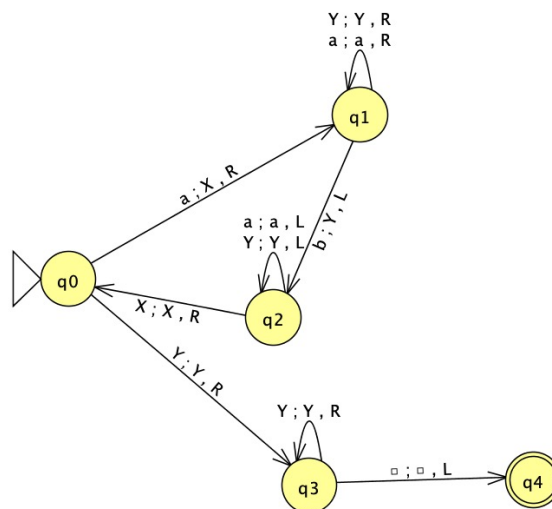 Y ; Y , R
a ; a , R
q1
a ; X , R
b ; Y , L
a ; a , L
Y ; Y , L
q0
X ; X , R
q2
Y ; Y , R
Y ; Y , R
q3
□ ; □ , L
q4